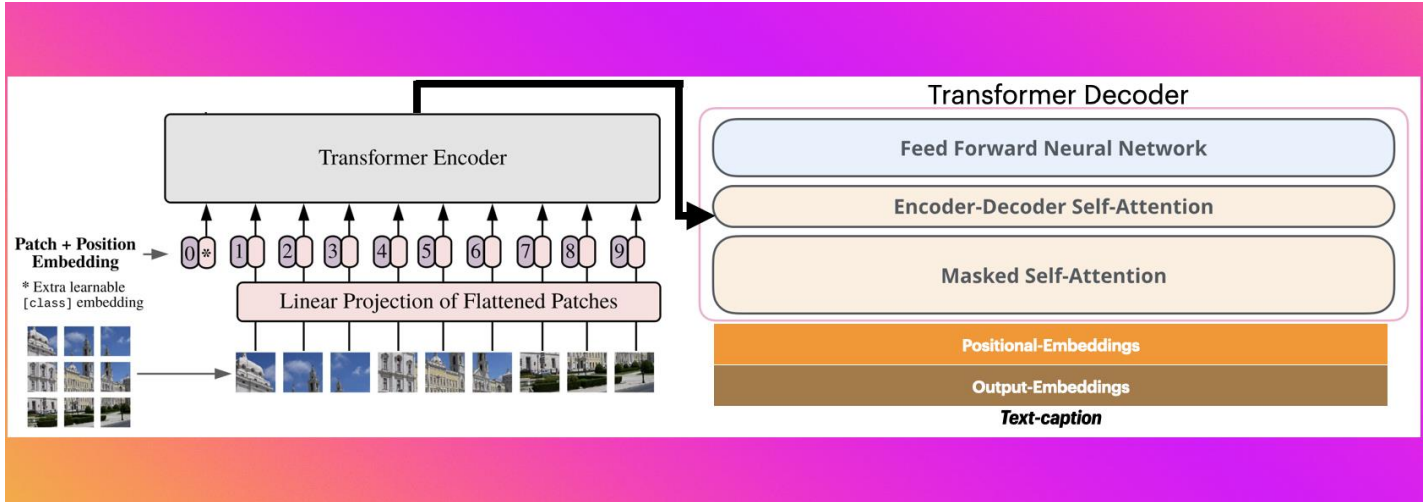 Transformer Decoder
Transformer Encoder
Feed Forward Neural Network
Encoder-Decoder Self-Attention
Masked Self-Attention
Patch + Position
Embedding
0 * 1 2 3 4 5 6 7 8 9
* Extra learnable
[class] embedding
Linear Projection of Flattened Patches
Positional-Embeddings
Output-Embeddings
Text-caption